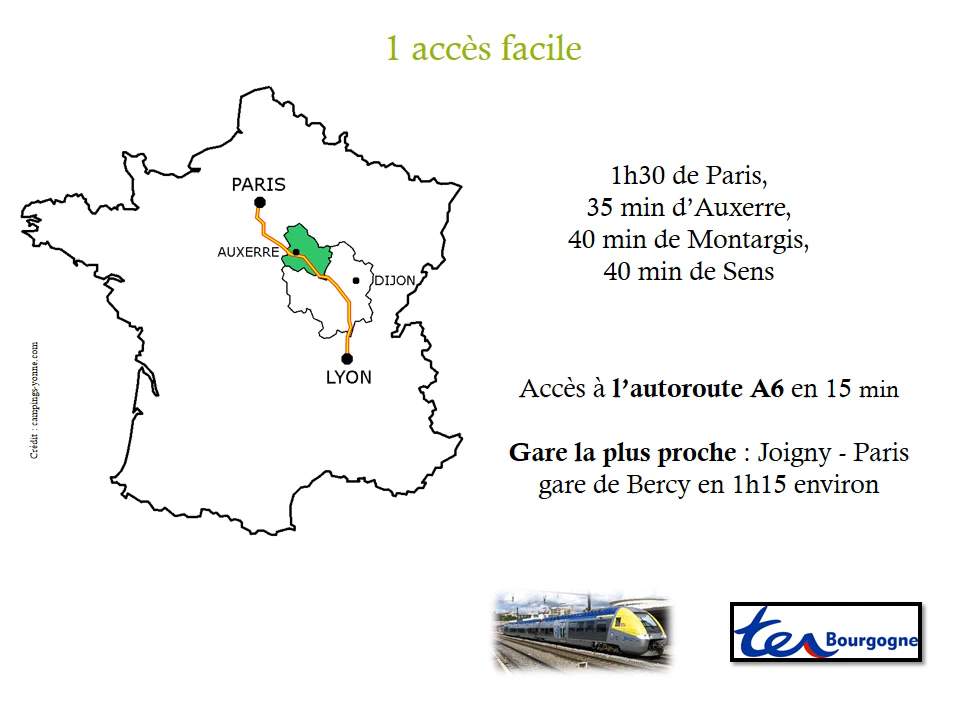 1 accès facile
PARIS
AUXERRE
DIJON
LYON
Crédit : campings-yonne.com
1h30 de Paris,
35 min d’Auxerre,
40 min de Montargis,
40 min de Sens
Accès à l’autoroute A6 en 15 min
Gare la plus proche : Joigny - Paris
gare de Bercy en 1h15 environ
ter Bourgogne